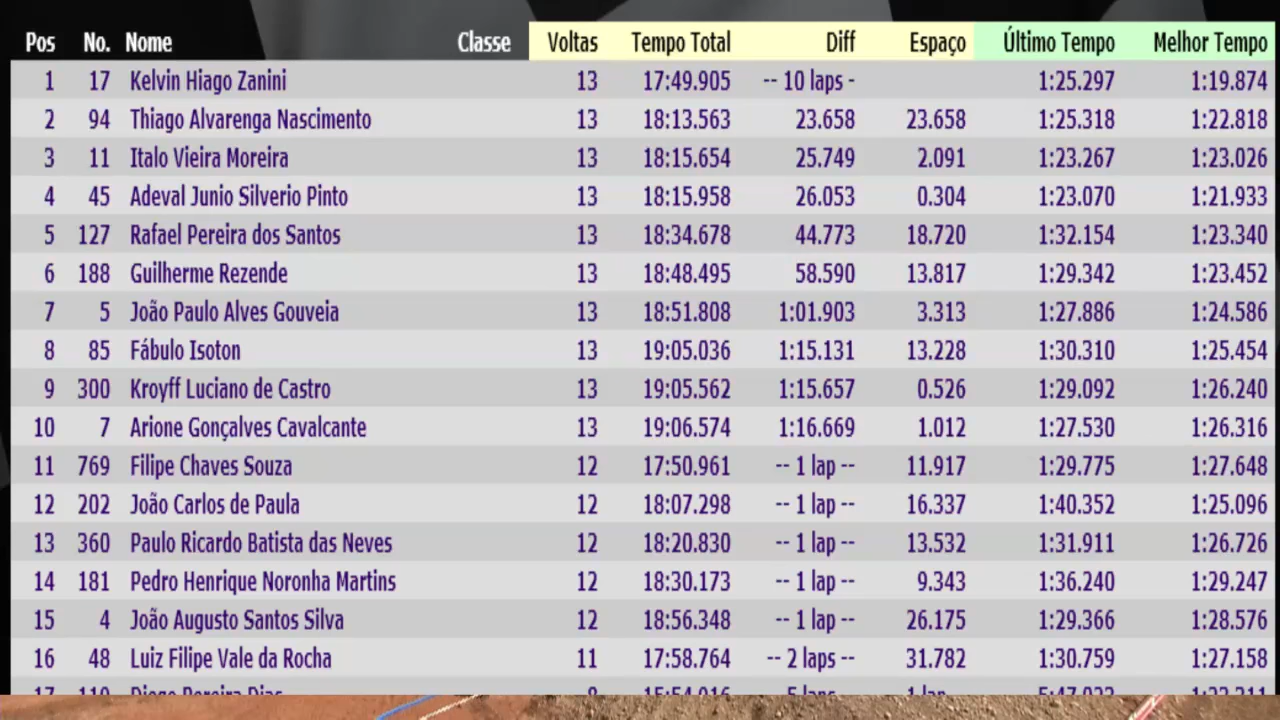 Pos No. Nome Classe Voltas Tempo Total Diff Espaço Último Tempo Melhor Tempo
1 17 Kelvin Hiago Zanini 13 17:49.905 -- 10 laps - 1:25.297 1:19.874
2 94 Thiago Alvarenga Nascimento 13 18:13.563 23.658 23.658 1:25.318 1:22.818
3 11 Italo Vieira Moreira 13 18:15.654 25.749 2.091 1:23.267 1:23.026
4 45 Adeval Junio Silverio Pinto 13 18:15.958 26.053 0.304 1:23.070 1:21.933
5 127 Rafael Pereira dos Santos 13 18:34.678 44.773 18.720 1:32.154 1:23.340
6 188 Guilherme Rezende 13 18:48.495 58.590 13.817 1:29.342 1:23.452
7 5 João Paulo Alves Gouveia 13 18:51.808 1:01.903 3.313 1:27.886 1:24.586
8 85 Fábulo Isoton 13 19:05.036 1:15.131 13.228 1:30.310 1:25.454
9 300 Kroyff Luciano de Castro 13 19:05.562 1:15.657 0.526 1:29.092 1:26.240
10 7 Arione Gonçalves Cavalcante 13 19:06.574 1:16.669 1.012 1:27.530 1:26.316
11 769 Filipe Chaves Souza 12 17:50.961 -- 1 lap -- 11.917 1:29.775 1:27.648
12 202 João Carlos de Paula 12 18:07.298 -- 1 lap -- 16.337 1:40.352 1:25.096
13 360 Paulo Ricardo Batista das Neves 12 18:20.830 -- 1 lap -- 13.532 1:31.911 1:26.726
14 181 Pedro Henrique Noronha Martins 12 18:30.173 -- 1 lap -- 9.343 1:36.240 1:29.247
15 4 João Augusto Santos Silva 12 18:56.348 -- 1 lap -- 26.175 1:29.366 1:28.576
16 48 Luiz Filipe Vale da Rocha 11 17:58.764 -- 2 laps -- 31.782 1:30.759 1:27.158
17 Diego Pereira Dias